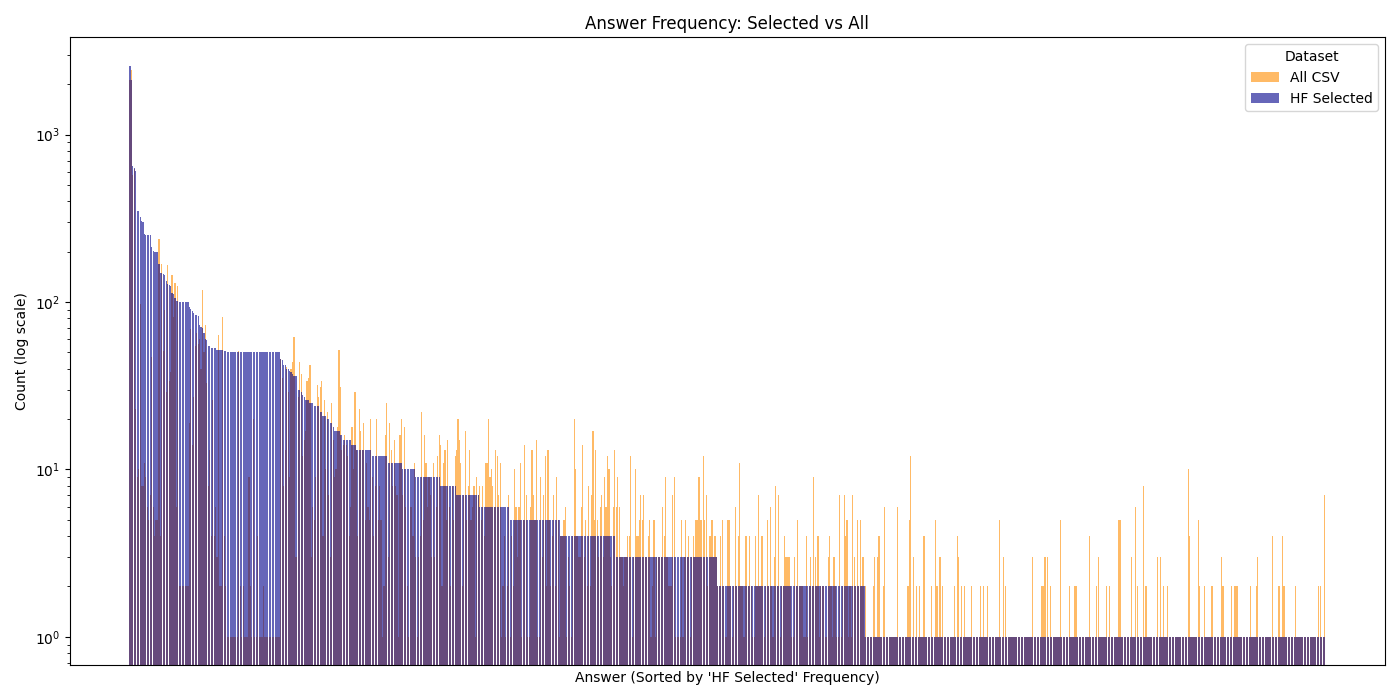 Answer Frequency: Selected vs All
Dataset
All CSV
HF Selected
Count (log scale)
10³
10²
10¹
10⁰
Answer (Sorted by 'HF Selected' Frequency)